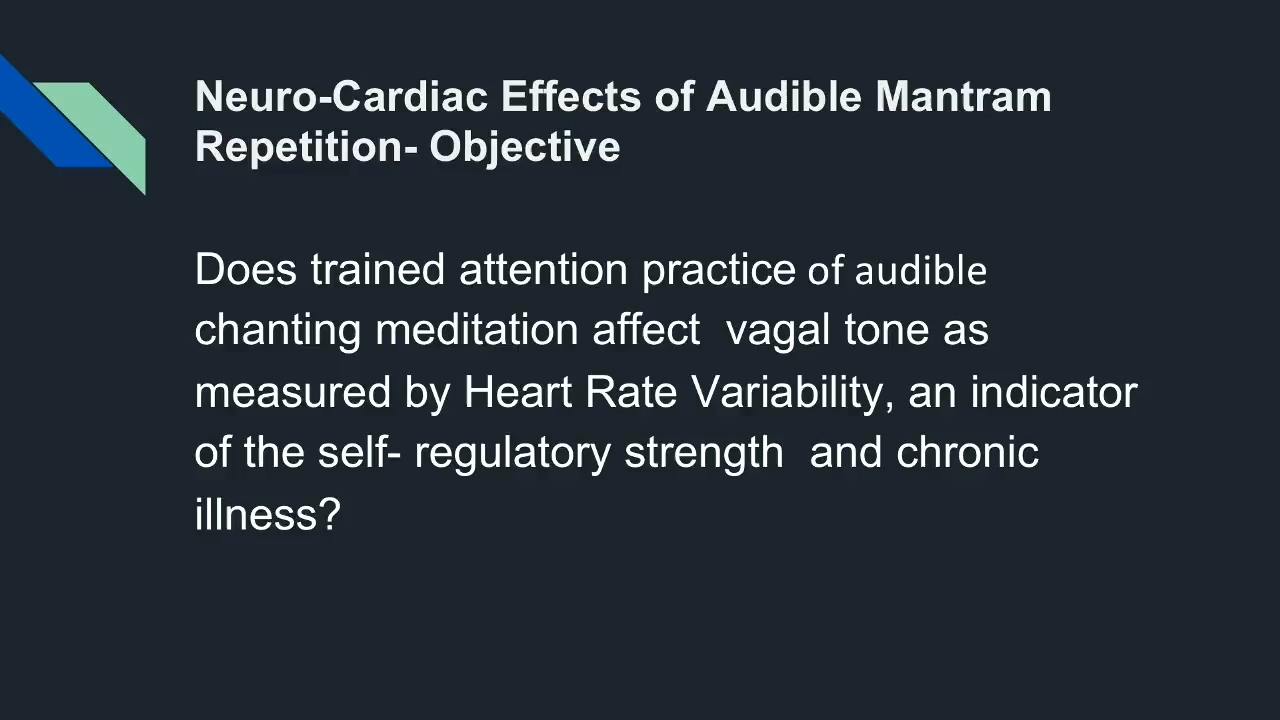 Neuro-Cardiac Effects of Audible Mantram
Repetition- Objective
Does trained attention practice of audible
chanting meditation affect  vagal tone as
measured by Heart Rate Variability, an indicator
of the self- regulatory strength  and chronic
illness?